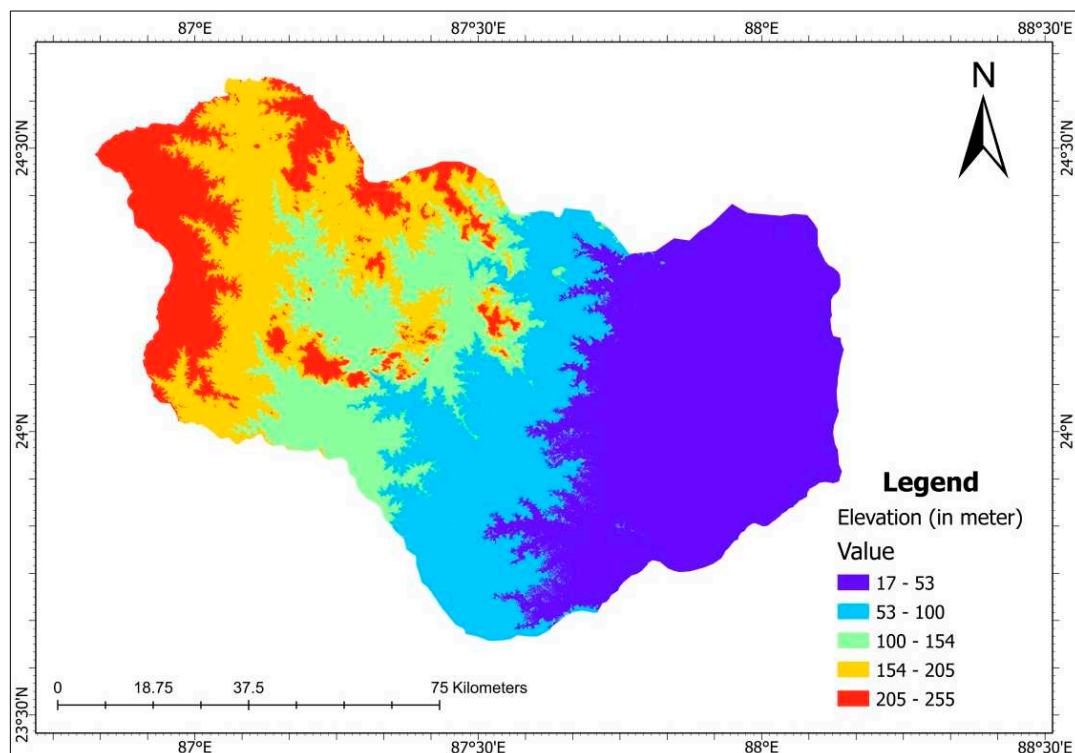 87°E 87°30'E 88°E 88°30'E
N
24°30'N 24°30'N
24°N 24°N
Legend
Elevation (in meter)
Value
17 - 53
53 - 100
100 - 154
154 - 205
205 - 255
0 18.75 37.5 75 Kilometers
23°30'N 23°30'N
87°E 87°30'E 88°E 88°30'E